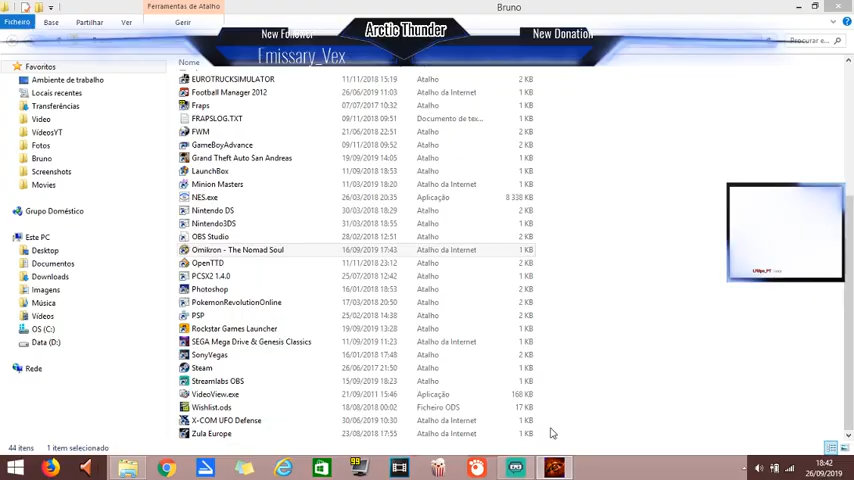 Ferramentas de Atalho
Bruno
Ficheiro Base Partilhar Ver Gerir
New Follower Arctic Thunder New Donation
Emissary_Vex
Procurar e...
Favoritos
Ambiente de trabalho
Locais recentes
Transferências
Video
VídeosYT
Fotos
Bruno
Screenshots
Movies
Grupo Doméstico
Este PC
Desktop
Documentos
Downloads
Imagens
Música
Vídeos
OS (C:)
Data (D:)
Rede
Nome
EUROTRUCKSIMULATOR 11/11/2018 15:19 Atalho 2 KB
Football Manager 2012 26/06/2019 11:03 Atalho da Internet 1 KB
Fraps 07/07/2017 10:32 Atalho 1 KB
FRAPSLOG.TXT 09/11/2018 09:51 Documento de tex... 1 KB
FWM 21/06/2018 22:51 Atalho 2 KB
GameBoyAdvance 09/11/2018 09:52 Atalho 2 KB
Grand Theft Auto San Andreas 19/09/2019 14:05 Atalho 1 KB
LaunchBox 11/09/2018 18:53 Atalho 1 KB
Minion Masters 11/03/2019 18:20 Atalho da Internet 1 KB
NES.exe 26/03/2018 20:35 Aplicação 8 338 KB
Nintendo DS 30/03/2018 18:29 Atalho 2 KB
Nintendo3DS 30/03/2018 18:29 Atalho 2 KB
OBS Studio 28/02/2018 12:51 Atalho 2 KB
Omikron - The Nomad Soul 16/09/2019 17:43 Atalho da Internet 1 KB
OpenTTD 11/11/2018 23:12 Atalho 2 KB
PCSX2 1.4.0 25/07/2018 12:42 Atalho 1 KB
Photoshop 16/01/2018 18:53 Atalho 2 KB
PokemonRevolutionOnline 17/03/2018 20:50 Atalho 2 KB
PSP 25/02/2018 14:38 Atalho 2 KB
Rockstar Games Launcher 19/09/2019 13:28 Atalho 1 KB
SEGA Mega Drive & Genesis Classics 11/09/2019 11:23 Atalho da Internet 1 KB
SonyVegas 16/01/2018 17:48 Atalho 2 KB
Steam 26/06/2017 21:50 Atalho 1 KB
Streamlabs OBS 15/09/2019 18:23 Atalho 1 KB
VideoView.exe 21/09/2011 15:46 Aplicação 168 KB
Wishlist.ods 18/08/2018 00:02 Ficheiro ODS 17 KB
X-COM UFO Defense 30/06/2019 10:30 Atalho da Internet 1 KB
Zula Europe 23/08/2018 17:55 Atalho da Internet 1 KB
44 itens 1 item selecionado
99
18:42
26/09/2019